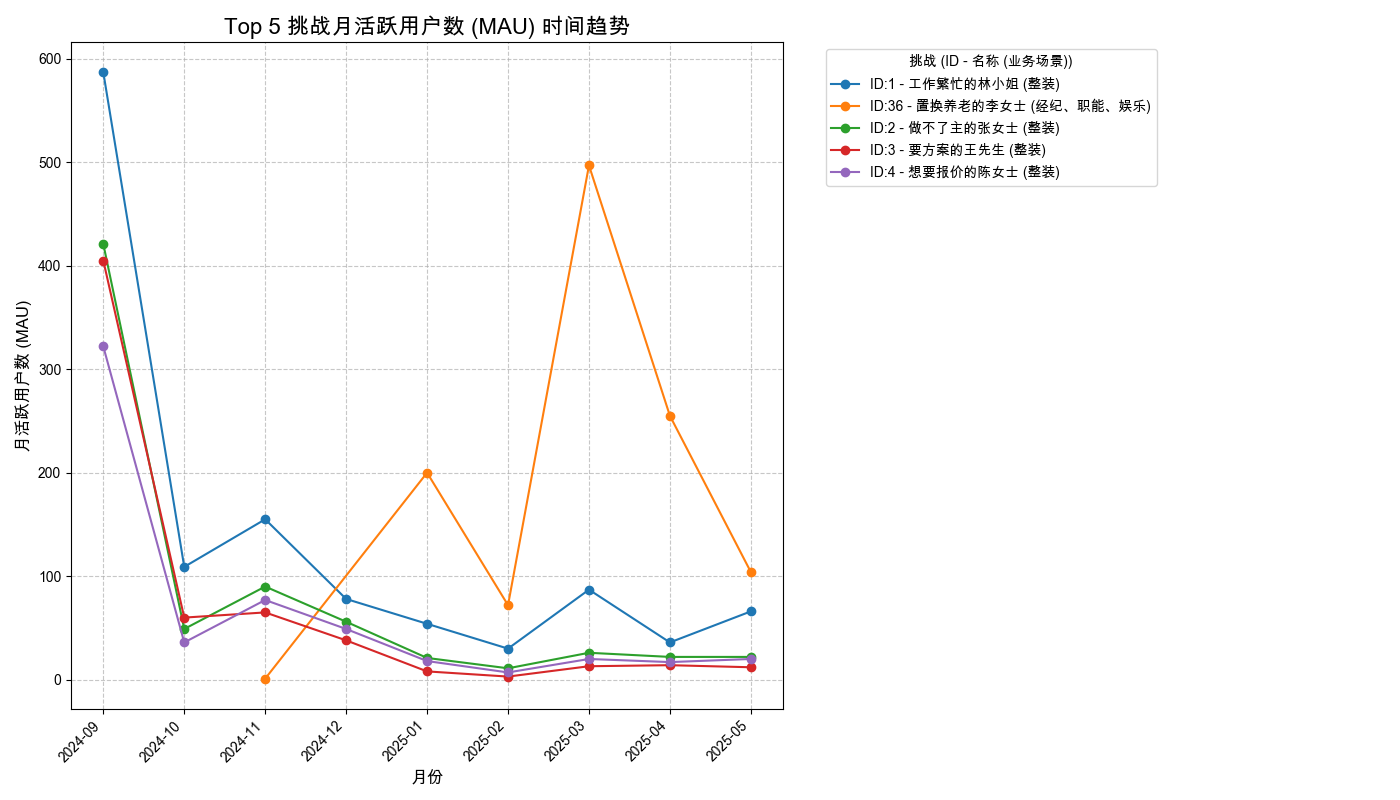 Top 5 挑战月活跃用户数 (MAU) 时间趋势
月活跃用户数 (MAU)
600
500
400
300
200
100
0
2024-09
2024-10
2024-11
2024-12
2025-01
2025-02
2025-03
2025-04
2025-05
月份
挑战 (ID - 名称 (业务场景))
ID:1 - 工作繁忙的林小姐 (整装)
ID:36 - 置换养老的李女士 (经纪、职能、娱乐)
ID:2 - 做不了主的张女士 (整装)
ID:3 - 要方案的王先生 (整装)
ID:4 - 想要报价的陈女士 (整装)